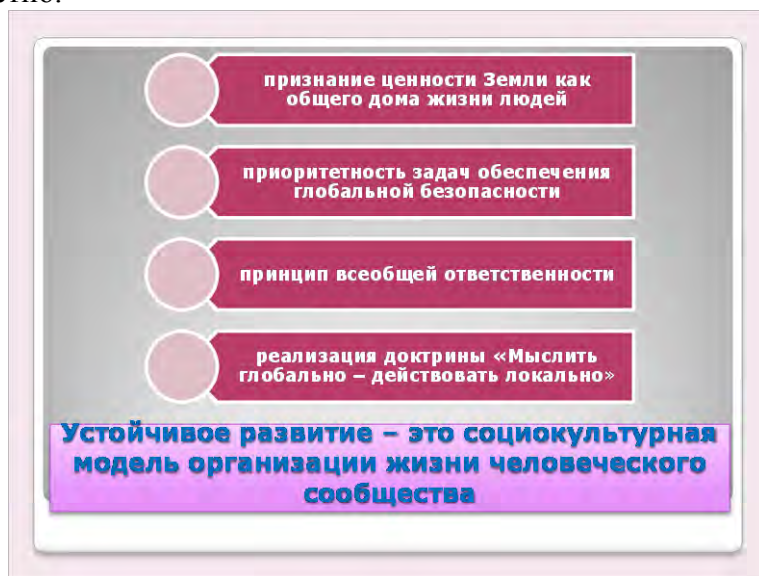 признание ценности Земли как
общего дома жизни людей
приоритетность задач обеспечения
глобальной безопасности
принцип всеобщей ответственности
реализация доктрины «Мыслить
глобально – действовать локально»
Устойчивое развитие – это социокультурная
модель организации жизни человеческого
сообщества